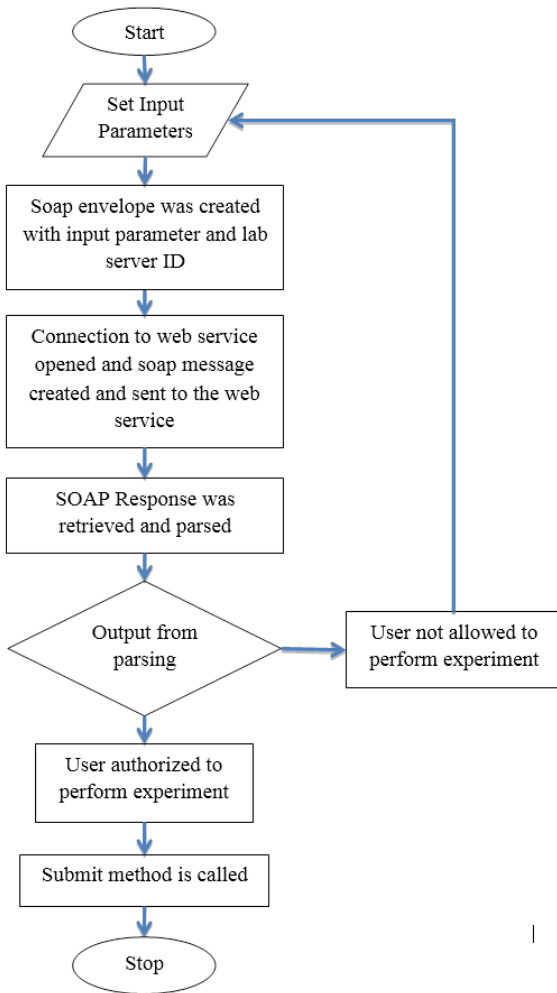 Start
Set Input
Parameters
Soap envelope was created
with input parameter and lab
server ID
Connection to web service
opened and soap message
created and sent to the web
service
SOAP Response was
retrieved and parsed
Output from
parsing
User not allowed to
perform experiment
User authorized to
perform experiment
Submit method is called
Stop